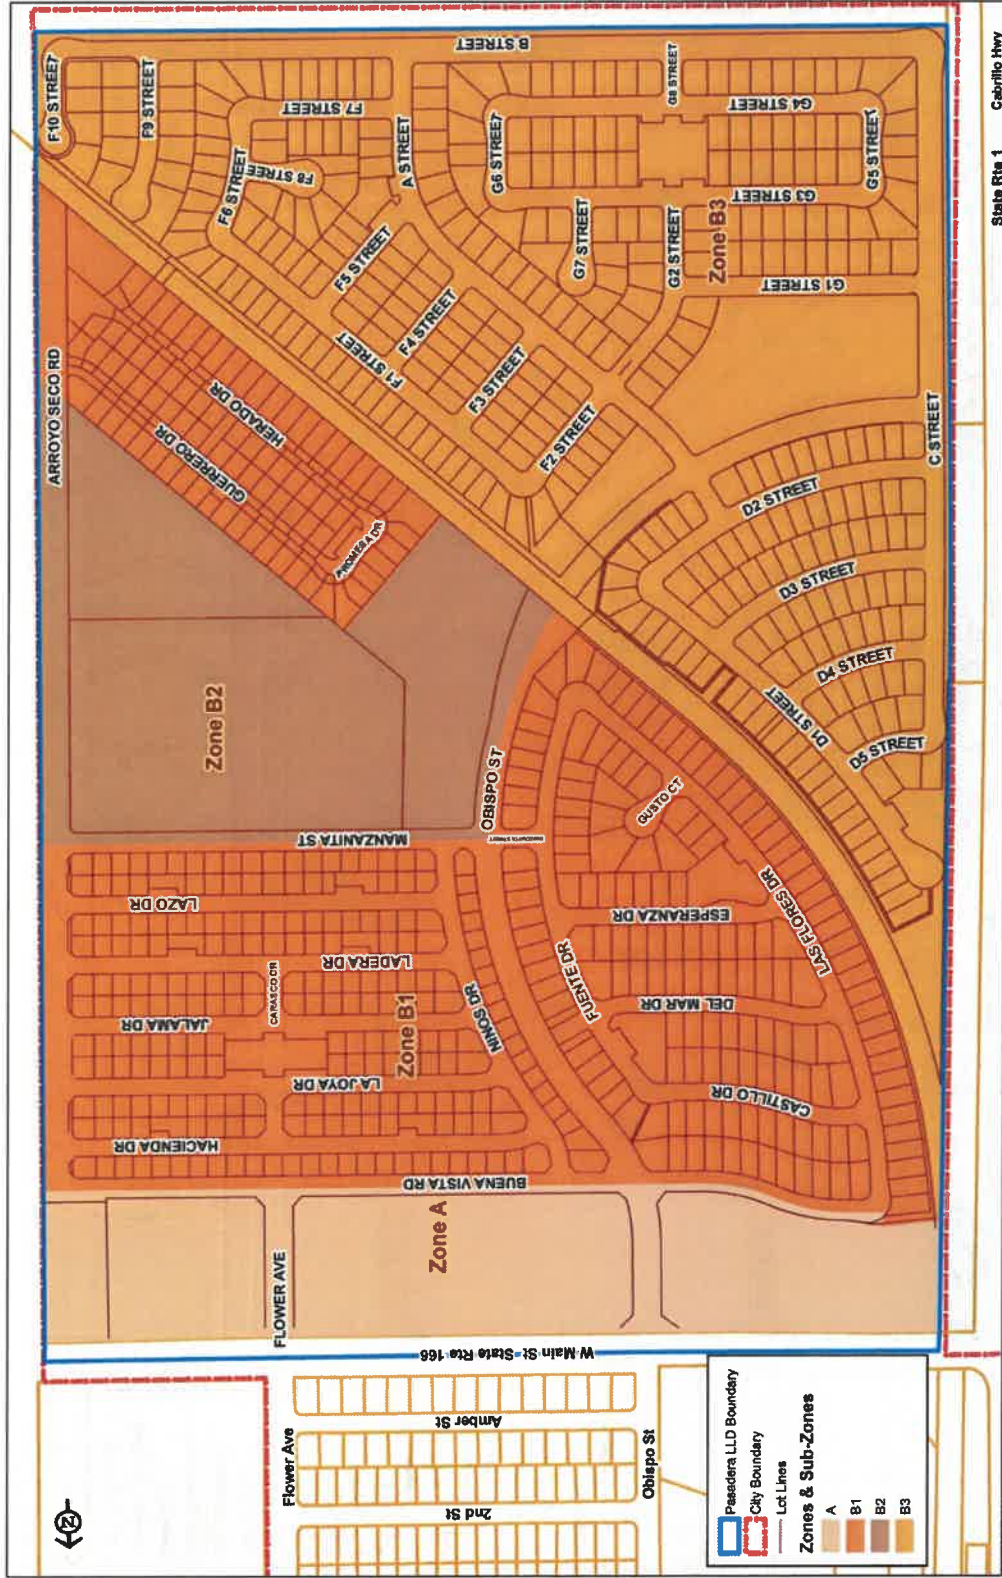 F10 STREET
B STREET
F9 STREET
F7 STREET
F8 STREET
F6 STREET
A STREET
G6 STREET
G8 STREET
G4 STREET
G5 STREET
G3 STREET
G7 STREET
G2 STREET
Zone B3
G1 STREET
F5 STREET
F4 STREET
F1 STREET
F3 STREET
F2 STREET
C STREET
State Rte 1
Cabrillo Hwy
ARROYO SECO RD
HERADO DR
GUERRERO DR
PROMESA DR
D2 STREET
D3 STREET
D4 STREET
D1 STREET
D5 STREET
Zone B2
OBISPO ST
MANZANITA ST
GUSTO CT
LAZO DR
LADERA DR
CARASCO DR
JALAMA DR
Zone B1
LA JOYA DR
HACIENDA DR
NINOS DR
FUENTE DR
ESPERANZA DR
LAS FLORES DR
DEL MAR DR
CASTILLO DR
BUENA VISTA RD
Zone A
FLOWER AVE
W Main St State Rte 166
Flower Ave
Amber St
Obispo St
2nd St
N
Pasadera LLD Boundary
City Boundary
Lot Lines
Zones & Sub-Zones
A
B1
B2
B3